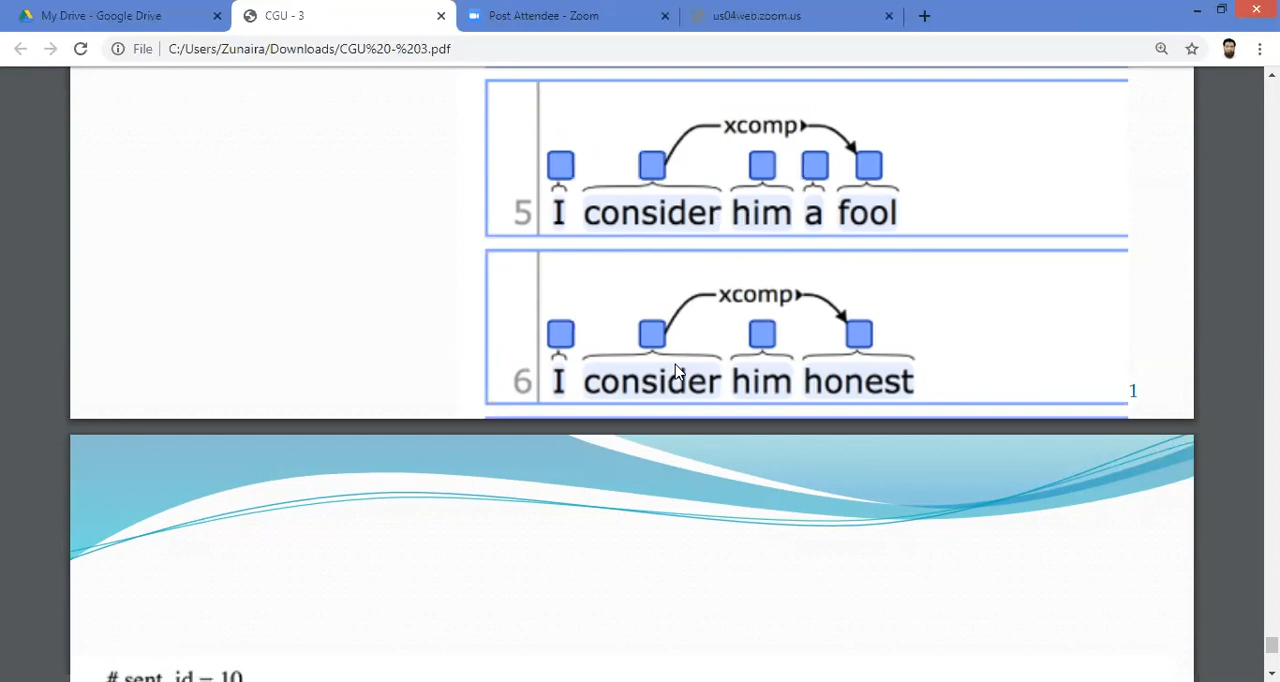 My Drive - Google Drive
CGU - 3
Post Attendee - Zoom
us04web.zoom.us
File C:/Users/Zunaira/Downloads/CGU%20-%203.pdf
xcomp
5 I consider him a fool
xcomp
6 I consider him honest
1
# sent_id = 10